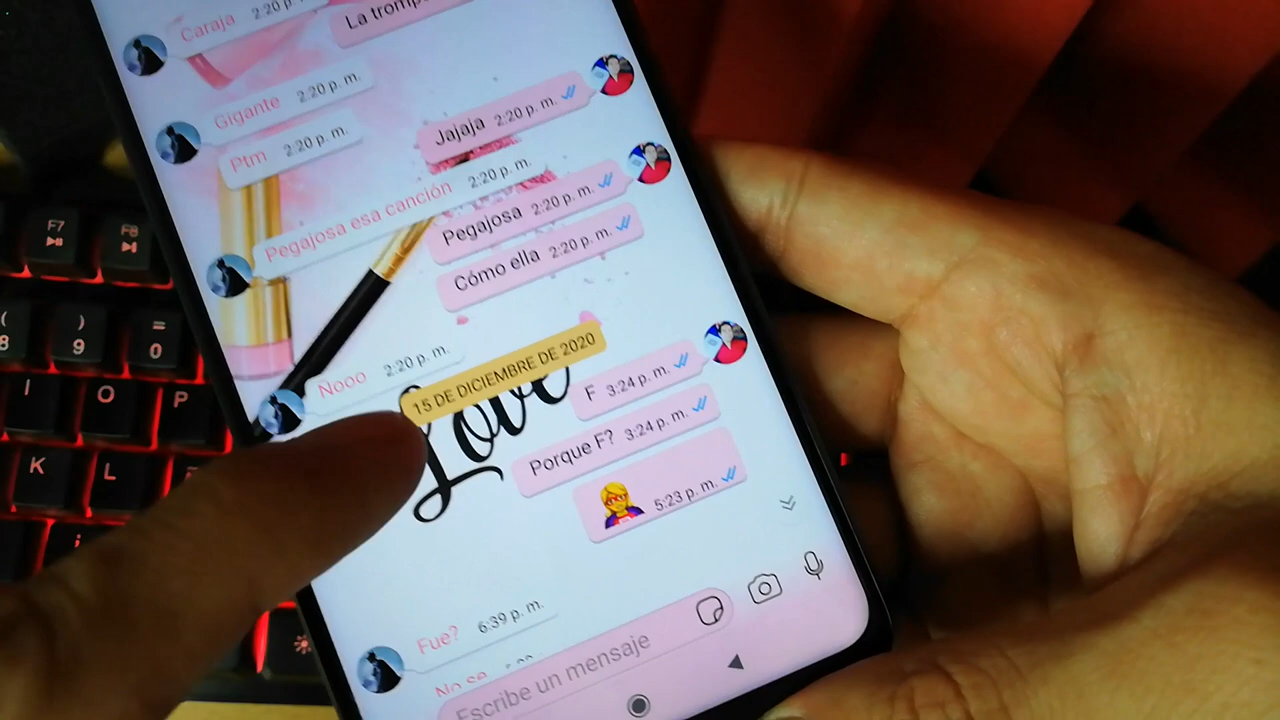 Caraja 2:20 p. m.
La tromp
Gigante 2:20 p. m.
Jajaja 2:20 p. m.
Ptm 2:20 p. m.
Pegajosa esa canción 2:20 p. m.
Pegajosa 2:20 p. m.
Cómo ella 2:20 p. m.
Nooo 2:20 p. m.
15 DE DICIEMBRE DE 2020
Love
F 3:24 p. m.
Porque F? 3:24 p. m.
5:23 p. m.
Fue? 6:39 p. m.
No se
Escribe un mensaje
F7
F8
( 8
) 9
= 0
I O P
K L